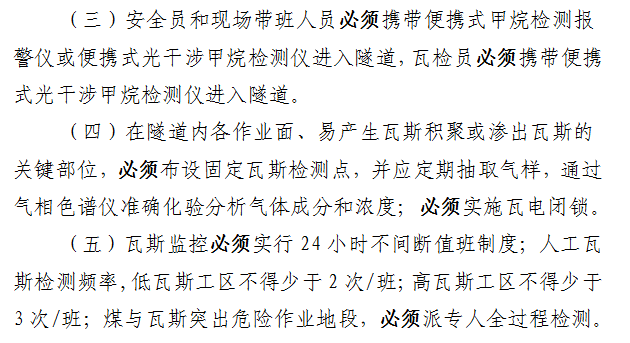 （三）安全员和现场带班人员必须携带便携式甲烷检测报
警仪或便携式光干涉甲烷检测仪进入隧道，瓦检员必须携带便携
式光干涉甲烷检测仪进入隧道。
（四）在隧道内各作业面、易产生瓦斯积聚或渗出瓦斯的
关键部位，必须布设固定瓦斯检测点，并应定期抽取气样，通过
气相色谱仪准确化验分析气体成分和浓度；必须实施瓦电闭锁。
（五）瓦斯监控必须实行 24 小时不间断值班制度；人工瓦
斯检测频率，低瓦斯工区不得少于 2 次/班；高瓦斯工区不得少于
3 次/班；煤与瓦斯突出危险作业地段，必须派专人全过程检测。